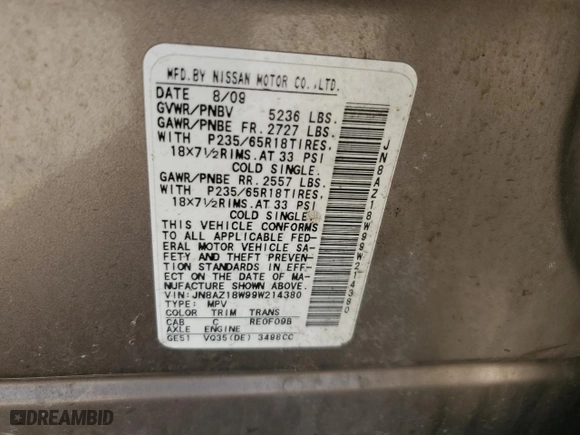 MFD.BY NISSAN MOTOR CO.,LTD.
DATE 8/09
GVWR/PNBV 5236 LBS.
GAWR/PNBE FR. 2727 LBS.
WITH P235/65R18TIRES,
18×7½RIMS.AT 33 PSI
COLD SINGLE.
GAWR/PNBE RR. 2557 LBS.
WITH P235/65R18TIRES,
18×7½RIMS.AT 33 PSI
COLD SINGLE.
THIS VEHICLE CONFORMS
TO ALL APPLICABLE FED-
ERAL MOTOR VEHICLE SA-
FETY AND THEFT PREVEN-
TION STANDARDS IN EFF-
ECT ON THE DATE OF MA-
NUFACTURE SHOWN ABOVE.
VIN: JN8AZ18W99W214380
TYPE: MPV
COLOR TRIM TRANS
CAB C RE0F09B
AXLE ENGINE
GE51 VQ35(DE) 3498CC
JN8AZ18W99W214380
DREAMBID